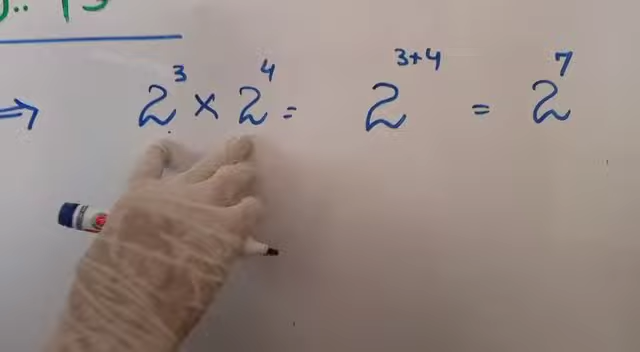 ⇒ 2³ × 2⁴ = 2³⁺⁴ = 2⁷